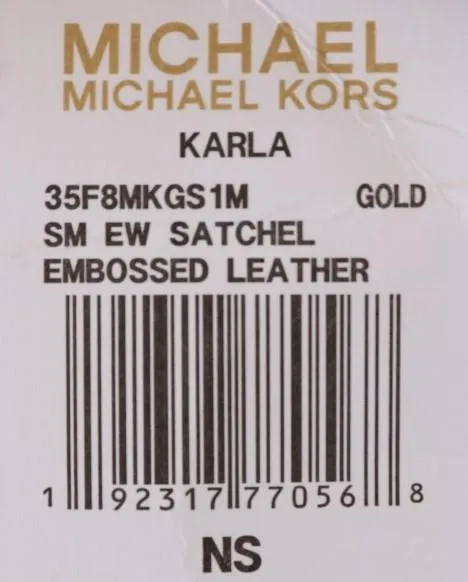 MICHAEL
MICHAEL KORS
KARLA
35F8MKGS1M GOLD
SM EW SATCHEL
EMBOSSED LEATHER
1 92317 77056 8
NS